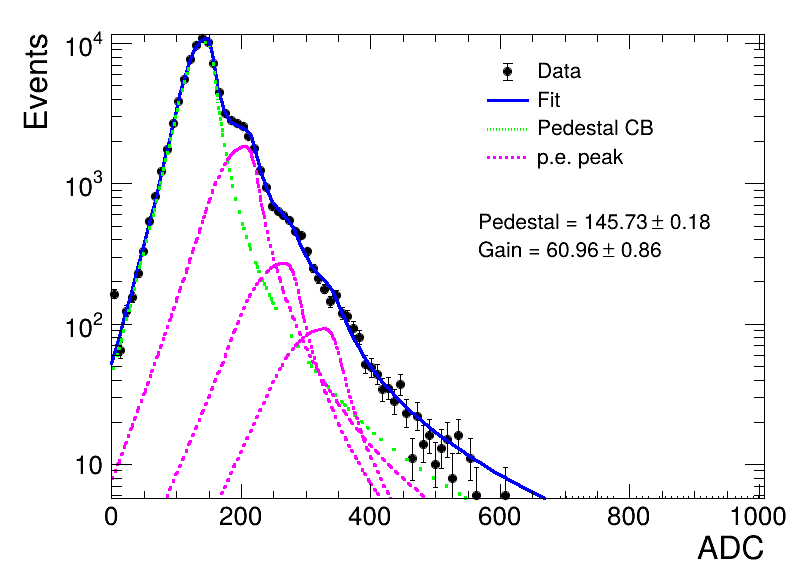 Events
10^4
10^3
10^2
10
Data
Fit
Pedestal CB
p.e. peak
Pedestal = 145.73 ± 0.18
Gain = 60.96 ± 0.86
0 200 400 600 800 1000
ADC